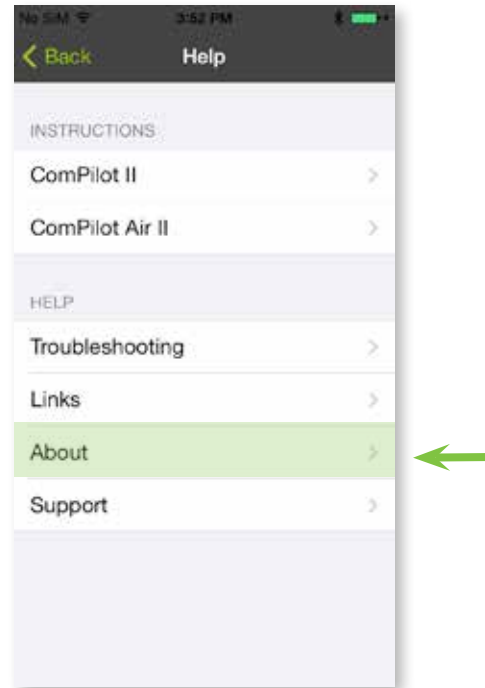 No SIM 3:52 PM
Back Help
INSTRUCTIONS
ComPilot II
ComPilot Air II
HELP
Troubleshooting
Links
About
Support